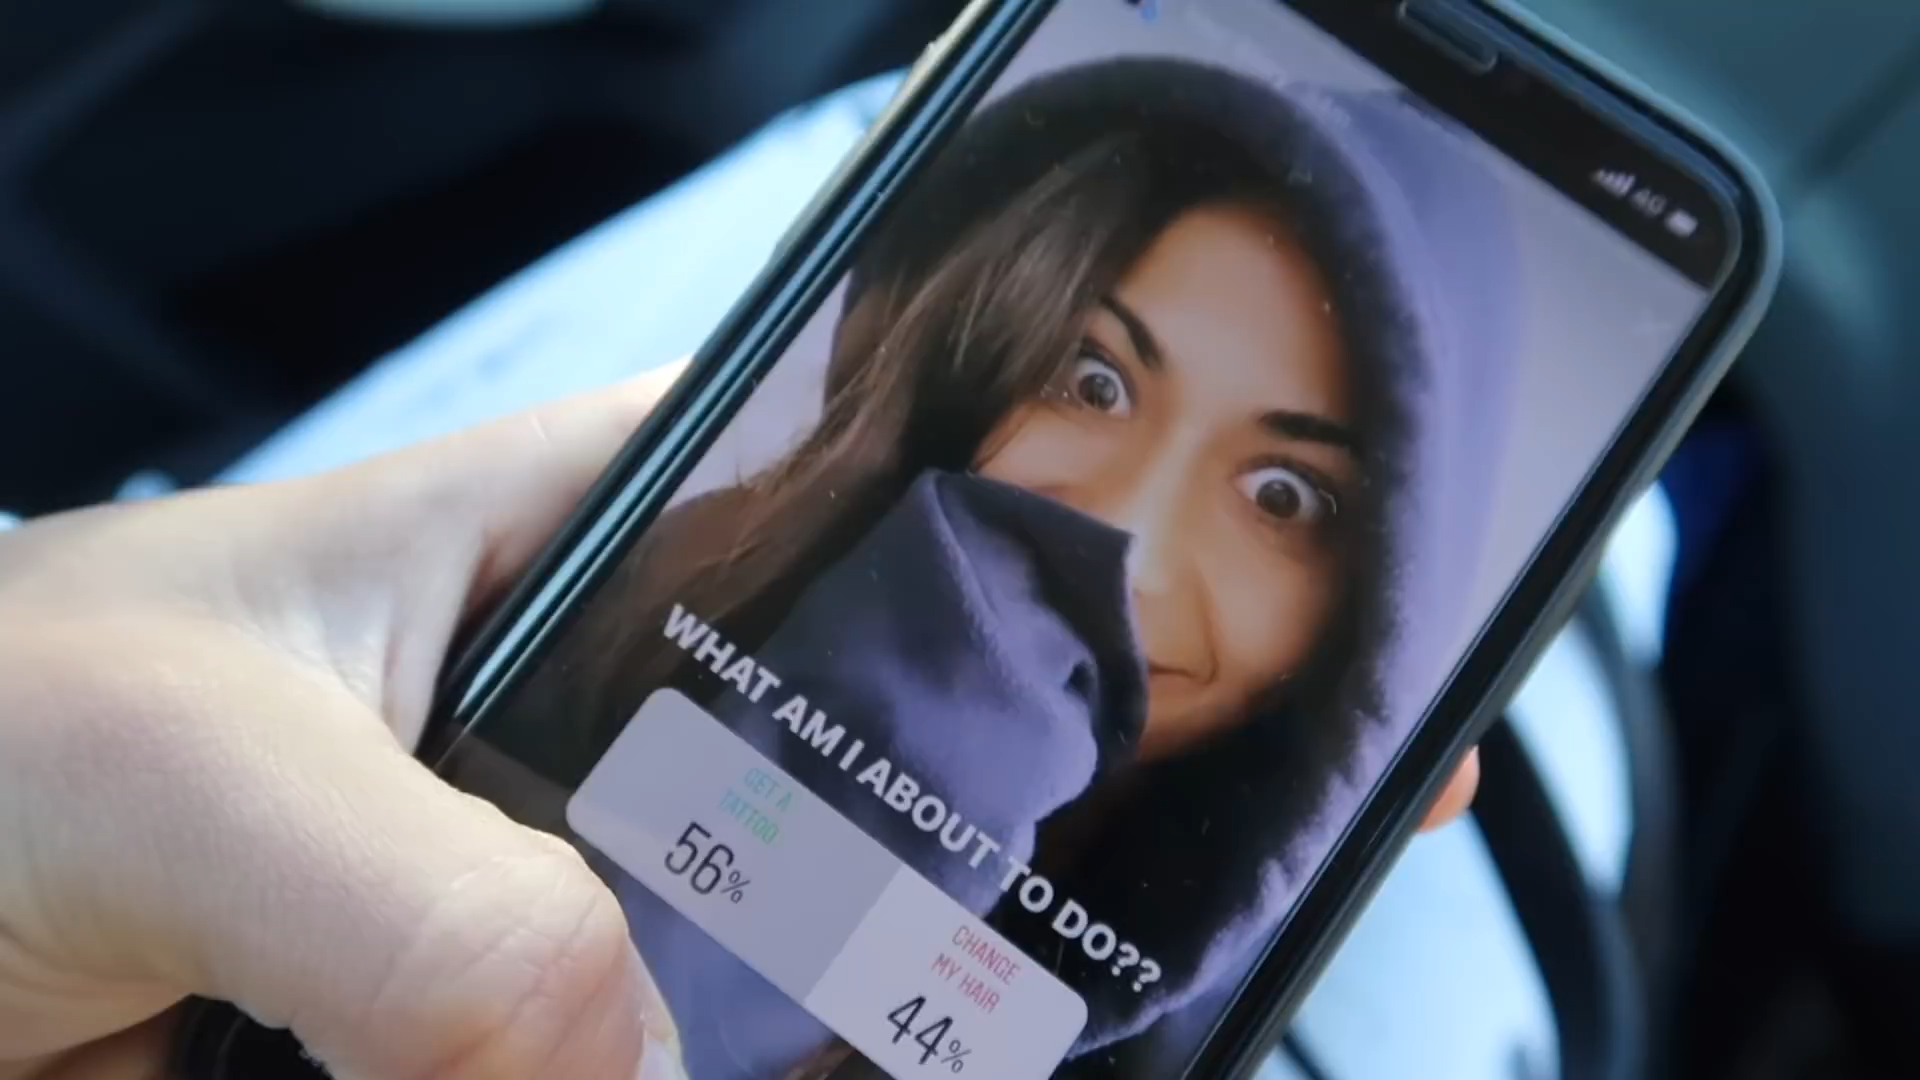 4G
WHAT AM I ABOUT TO DO??
GET A
TATTOO
56%
CHANGE
MY HAIR
44%